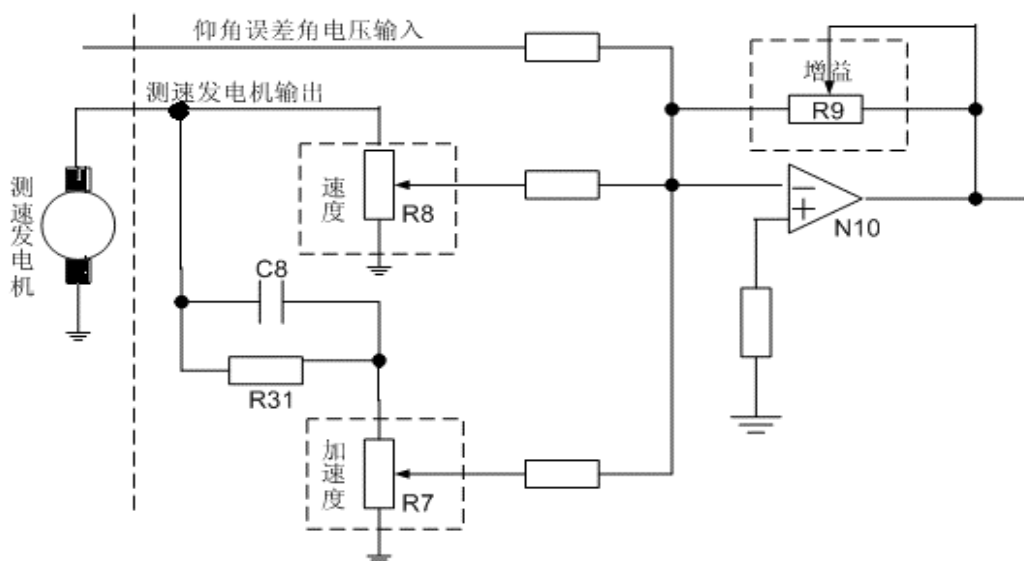 仰角误差角电压输入
测速发电机输出
增益
R9
测速发电机
速度
R8
N10
C8
R31
加速度
R7